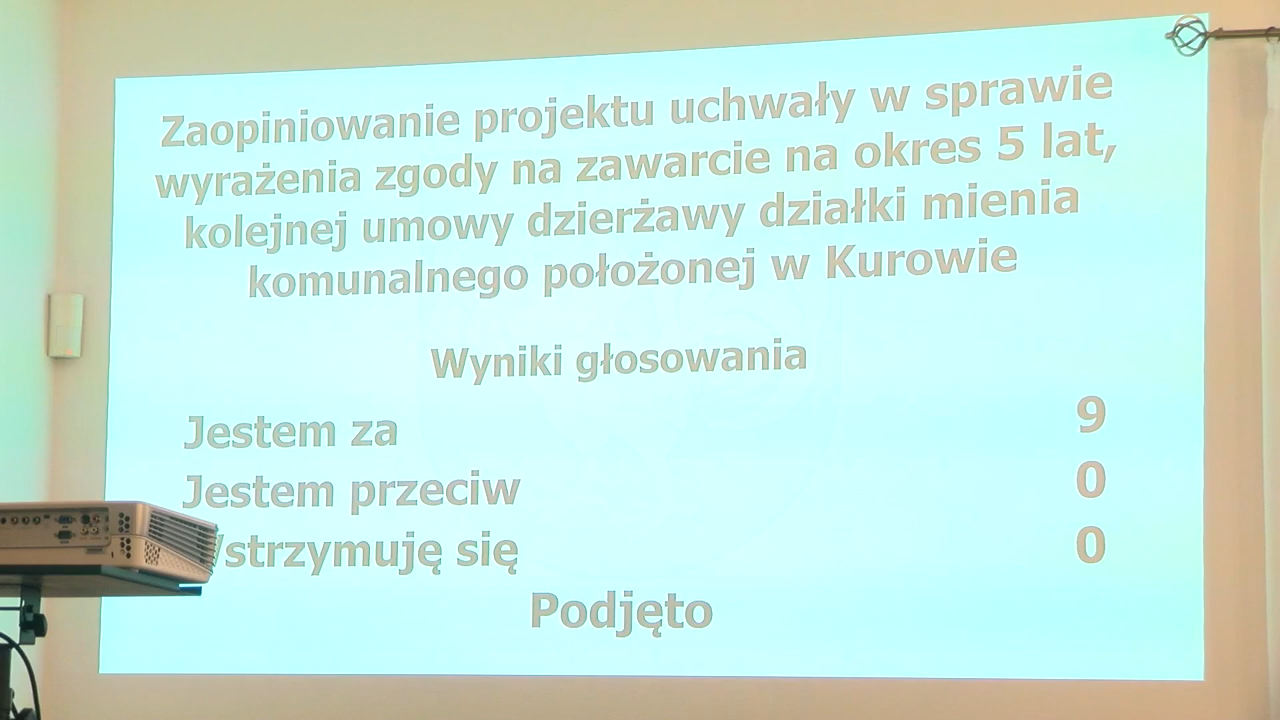 Zaopiniowanie projektu uchwały w sprawie
wyrażenia zgody na zawarcie na okres 5 lat,
kolejnej umowy dzierżawy działki mienia
komunalnego położonej w Kurowie
Wyniki głosowania
Jestem za 9
Jestem przeciw 0
Wstrzymuję się 0
Podjęto